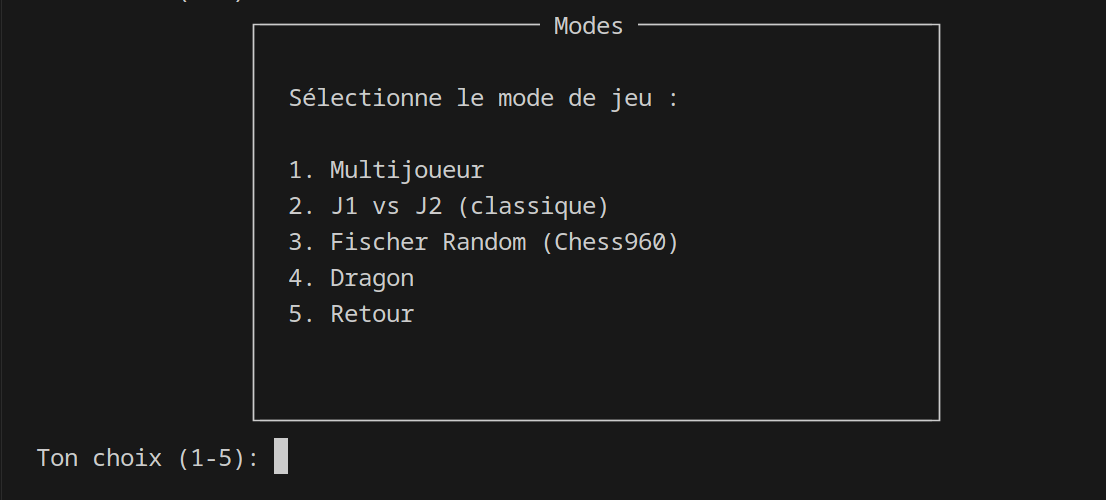 Modes
Sélectionne le mode de jeu :
1. Multijoueur
2. J1 vs J2 (classique)
3. Fischer Random (Chess960)
4. Dragon
5. Retour
Ton choix (1-5):